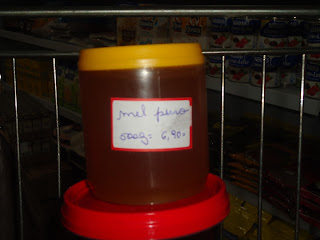 mel puro
500g = 6,90